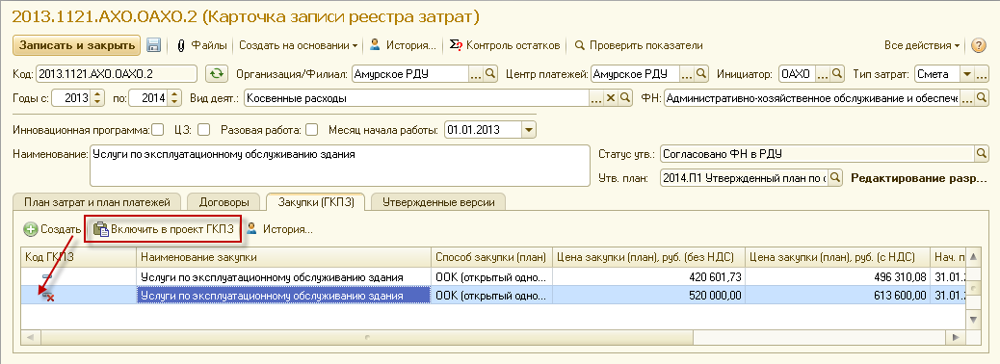 2013.1121.АХО.ОАХО.2 (Карточка записи реестра затрат)
Записать и закрыть Файлы Создать на основании История... Контроль остатков Проверить показатели Все действия
Код: 2013.1121.АХО.ОАХО.2 Организация/Филиал: Амурское РДУ ... Центр платежей: Амурское РДУ ... Инициатор: ОАХО ... Тип затрат: Смета ...
Годы с: 2013 по: 2014 Вид деят.: Косвенные расходы ... ФН: Административно-хозяйственное обслуживание и обеспече ...
Инновационная программа: ЦЗ: Разовая работа: Месяц начала работы: 01.01.2013
Наименование: Услуги по эксплуатационному обслуживанию здания Статус утв.: Согласовано ФН в РДУ
Утв. план: 2014.П1 Утвержденный план по с Редактирование разр...
План затрат и план платежей Договоры Закупки (ГКПЗ) Утвержденные версии
Создать Включить в проект ГКПЗ История...
Код ГКПЗ Наименование закупки Способ закупки (план) Цена закупки (план), руб. (без НДС) Цена закупки (план), руб. (с НДС) Нач. п
Услуги по эксплуатационному обслуживанию здания ООК (открытый одно... 420 601,73 496 310,08 31.01.2
Услуги по эксплуатационному обслуживанию здания ООК (открытый одно... 520 000,00 613 600,00 31.01.2